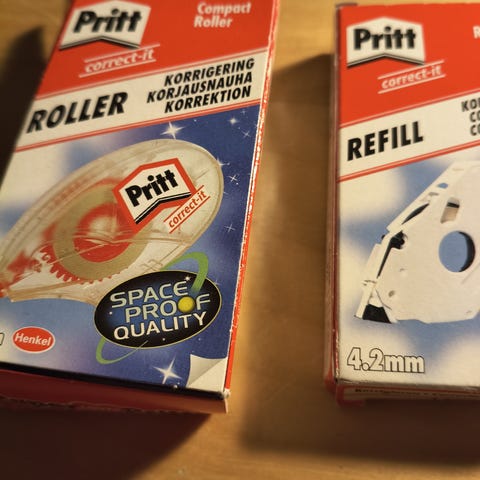 Pritt
correct-it
Compact
Roller
ROLLER
KORRIGERING
KORJAUSNAUHA
KORREKTION
Pritt
correct-it
SPACE
PROOF
QUALITY
Henkel
Pritt
correct-it
REFILL
4.2mm